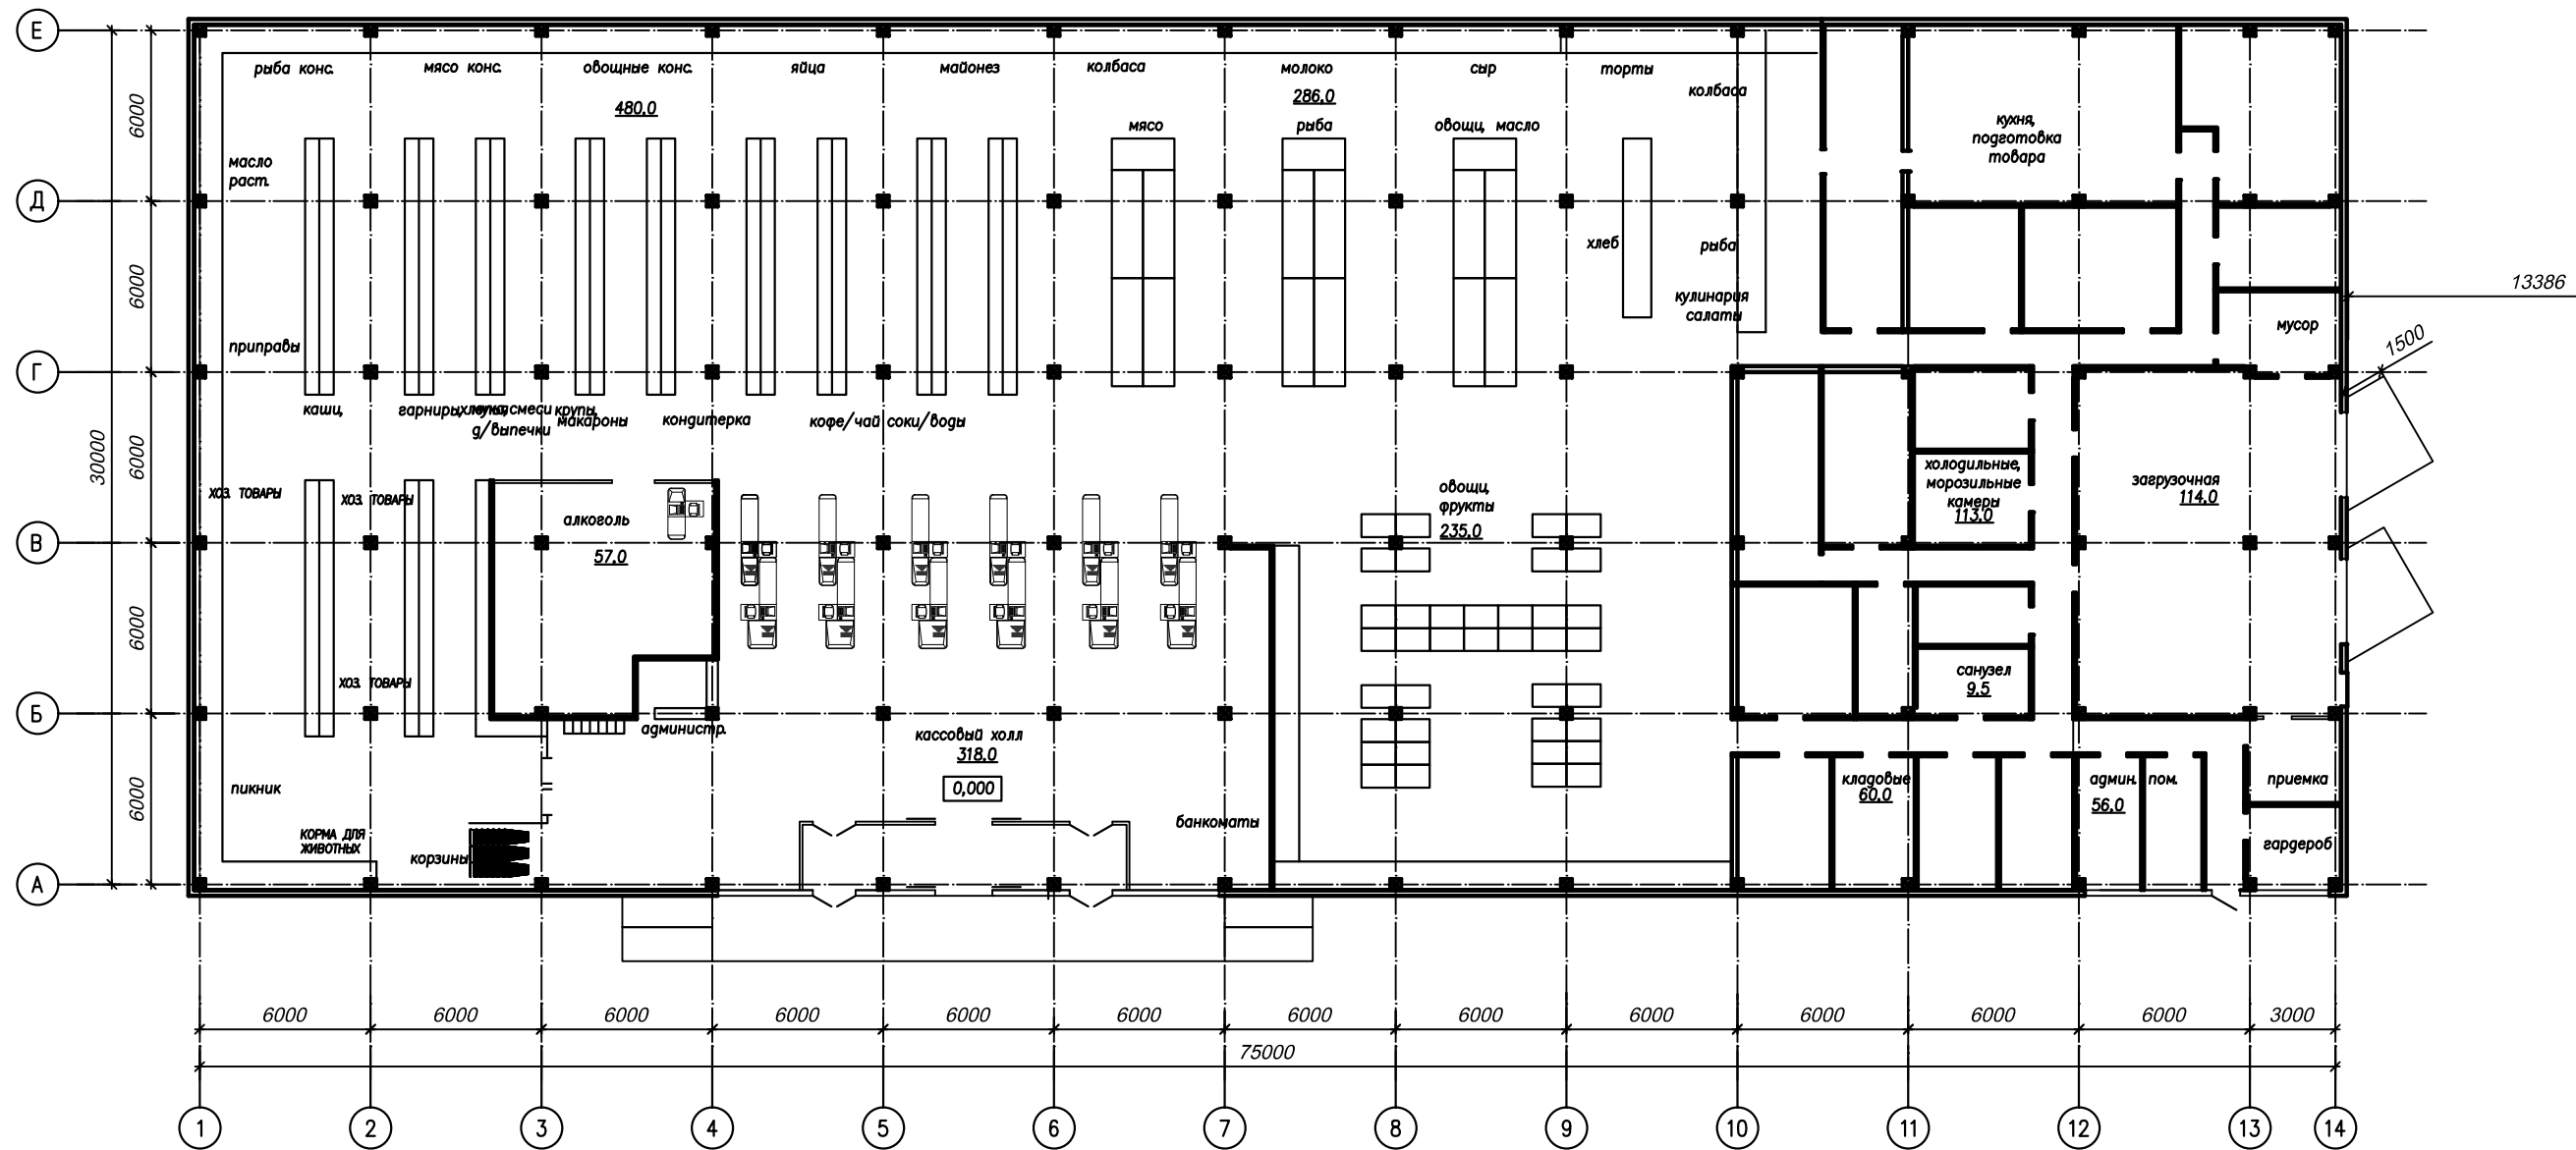 Е
рыба конс.
мясо конс.
овощные конс.
яйца
майонез
колбаса
молоко
сыр
торты
480,0
286,0
колбаса
6000
мясо
рыба
овощи, масло
кухня,
подготовка
товара
масло
раст.
Д
хлеб
рыба
6000
кулинария
салаты
13386
мусор
приправы
1500
Г
каши,
гарниры,
мука, смеси
д/выпечки
крупы,
макароны
кондитерка
кофе/чай соки/воды
30000
6000
холодильные,
морозильные
камеры
113,0
загрузочная
114,0
овощи,
фрукты
235,0
ХОЗ. ТОВАРЫ
ХОЗ. ТОВАРЫ
алкоголь
57,0
В
6000
санузел
9,5
ХОЗ. ТОВАРЫ
Б
администр.
кассовый холл
318,0
0,000
6000
пикник
кладовые
60,0
админ. пом.
56,0
приемка
банкоматы
КОРМА ДЛЯ
ЖИВОТНЫХ
корзины
гардероб
А
6000
6000
6000
6000
6000
6000
6000
6000
6000
6000
6000
6000
3000
75000
1
2
3
4
5
6
7
8
9
10
11
12
13
14